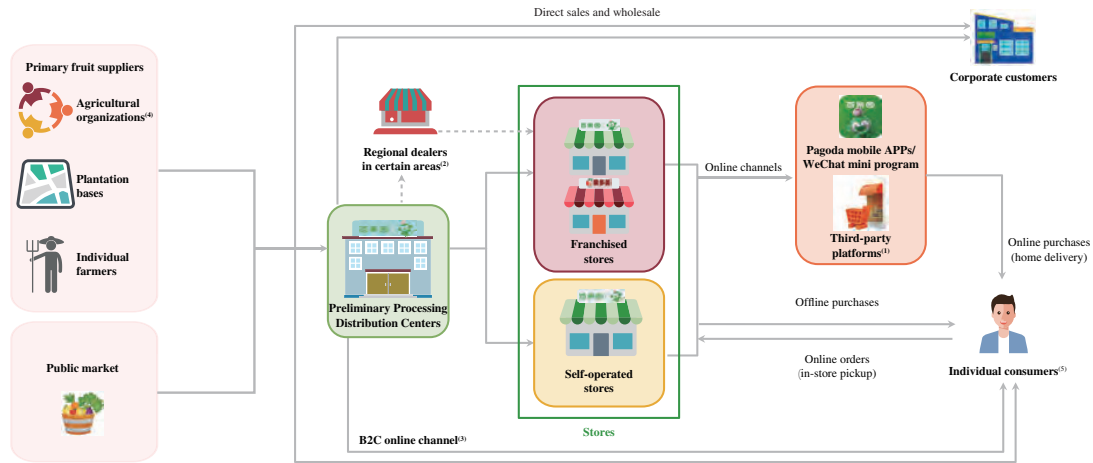 Direct sales and wholesale
Corporate customers
Primary fruit suppliers
Agricultural
organizations(4)
Plantation
bases
Individual
farmers
Public market
Regional dealers
in certain areas(2)
Preliminary Processing
Distribution Centers
Franchised
stores
Self-operated
stores
Stores
Online channels
Pagoda mobile APPs/
WeChat mini program
Third-party
platforms(1)
Online purchases
(home delivery)
Offline purchases
Online orders
(in-store pickup)
Individual consumers(5)
B2C online channel(3)